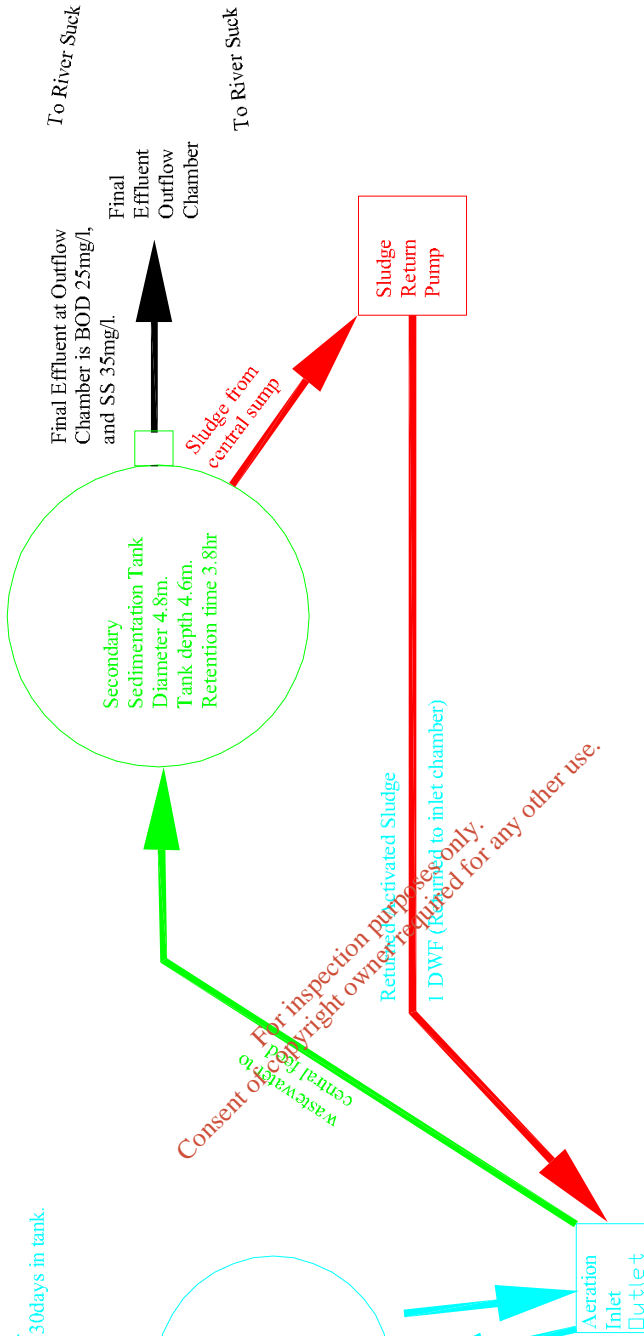 To River Suck
To River Suck
Final
Effluent
Outflow
Chamber
Final Effluent at Outflow
Chamber is BOD 25mg/l,
and SS 35mg/l.
Sludge
Return
Pump
Sludge from
central sump
Secondary
Sedimentation Tank
Diameter 4.8m.
Tank depth 4.6m.
Retention time 3.8hr
Returned Activated Sludge
1 DWF (Returned to inlet chamber)
For inspection purposes only.
Consent of copyright owner required for any other use.
wastewater to
central feed
30days in tank.
Aeration
Inlet
Outlet